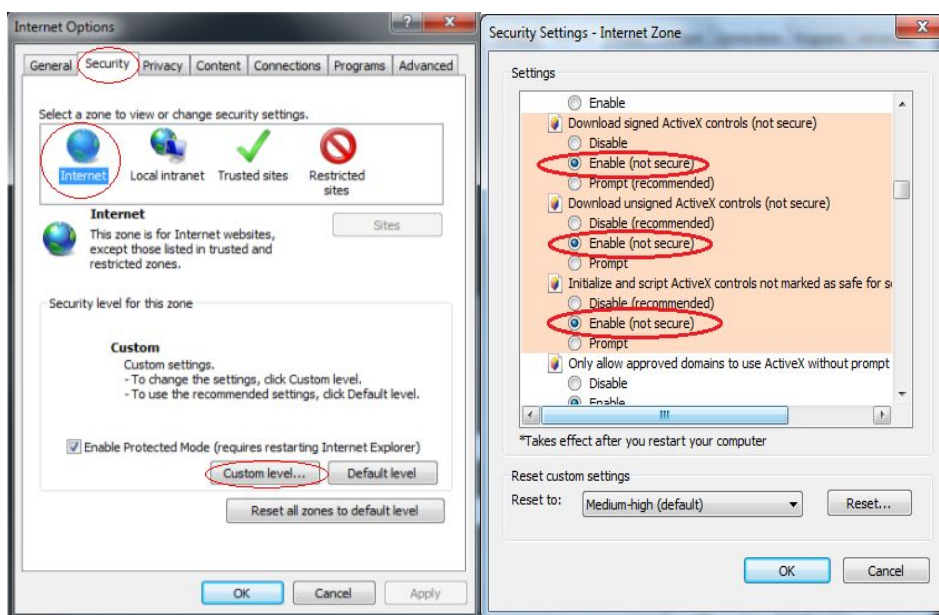 Internet Options
General Security Privacy Content Connections Programs Advanced
Select a zone to view or change security settings.
Internet Local intranet Trusted sites Restricted sites
Internet
Sites
This zone is for Internet websites,
except those listed in trusted and
restricted zones.
Security level for this zone
Custom
Custom settings.
- To change the settings, click Custom level.
- To use the recommended settings, click Default level.
Enable Protected Mode (requires restarting Internet Explorer)
Custom level... Default level
Reset all zones to default level
OK Cancel Apply
Security Settings - Internet Zone
Settings
Enable
Download signed ActiveX controls (not secure)
Disable
Enable (not secure)
Prompt (recommended)
Download unsigned ActiveX controls (not secure)
Disable (recommended)
Enable (not secure)
Prompt
Initialize and script ActiveX controls not marked as safe for
Disable (recommended)
Enable (not secure)
Prompt
Only allow approved domains to use ActiveX without prompt
Disable
Enable
*Takes effect after you restart your computer
Reset custom settings
Reset to: Medium-high (default) Reset...
OK Cancel